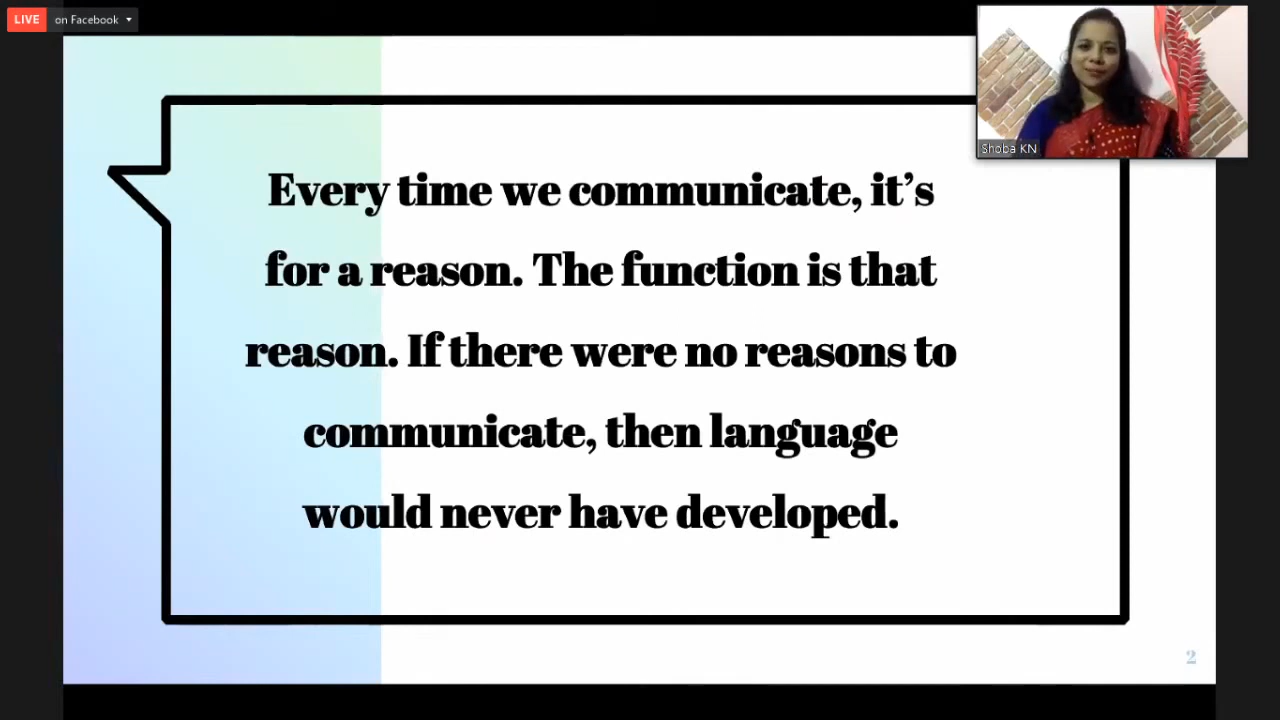 LIVE on Facebook
Shoba KN
Every time we communicate, it’s
for a reason. The function is that
reason. If there were no reasons to
communicate, then language
would never have developed.
2